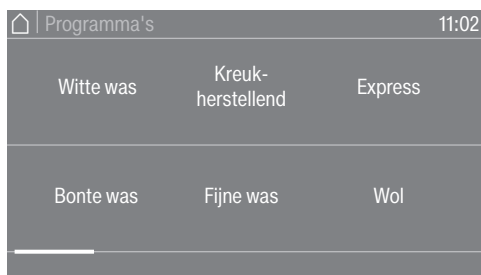 Programma's 11:02
Witte was
Kreuk-
herstellend
Express
Bonte was
Fijne was
Wol